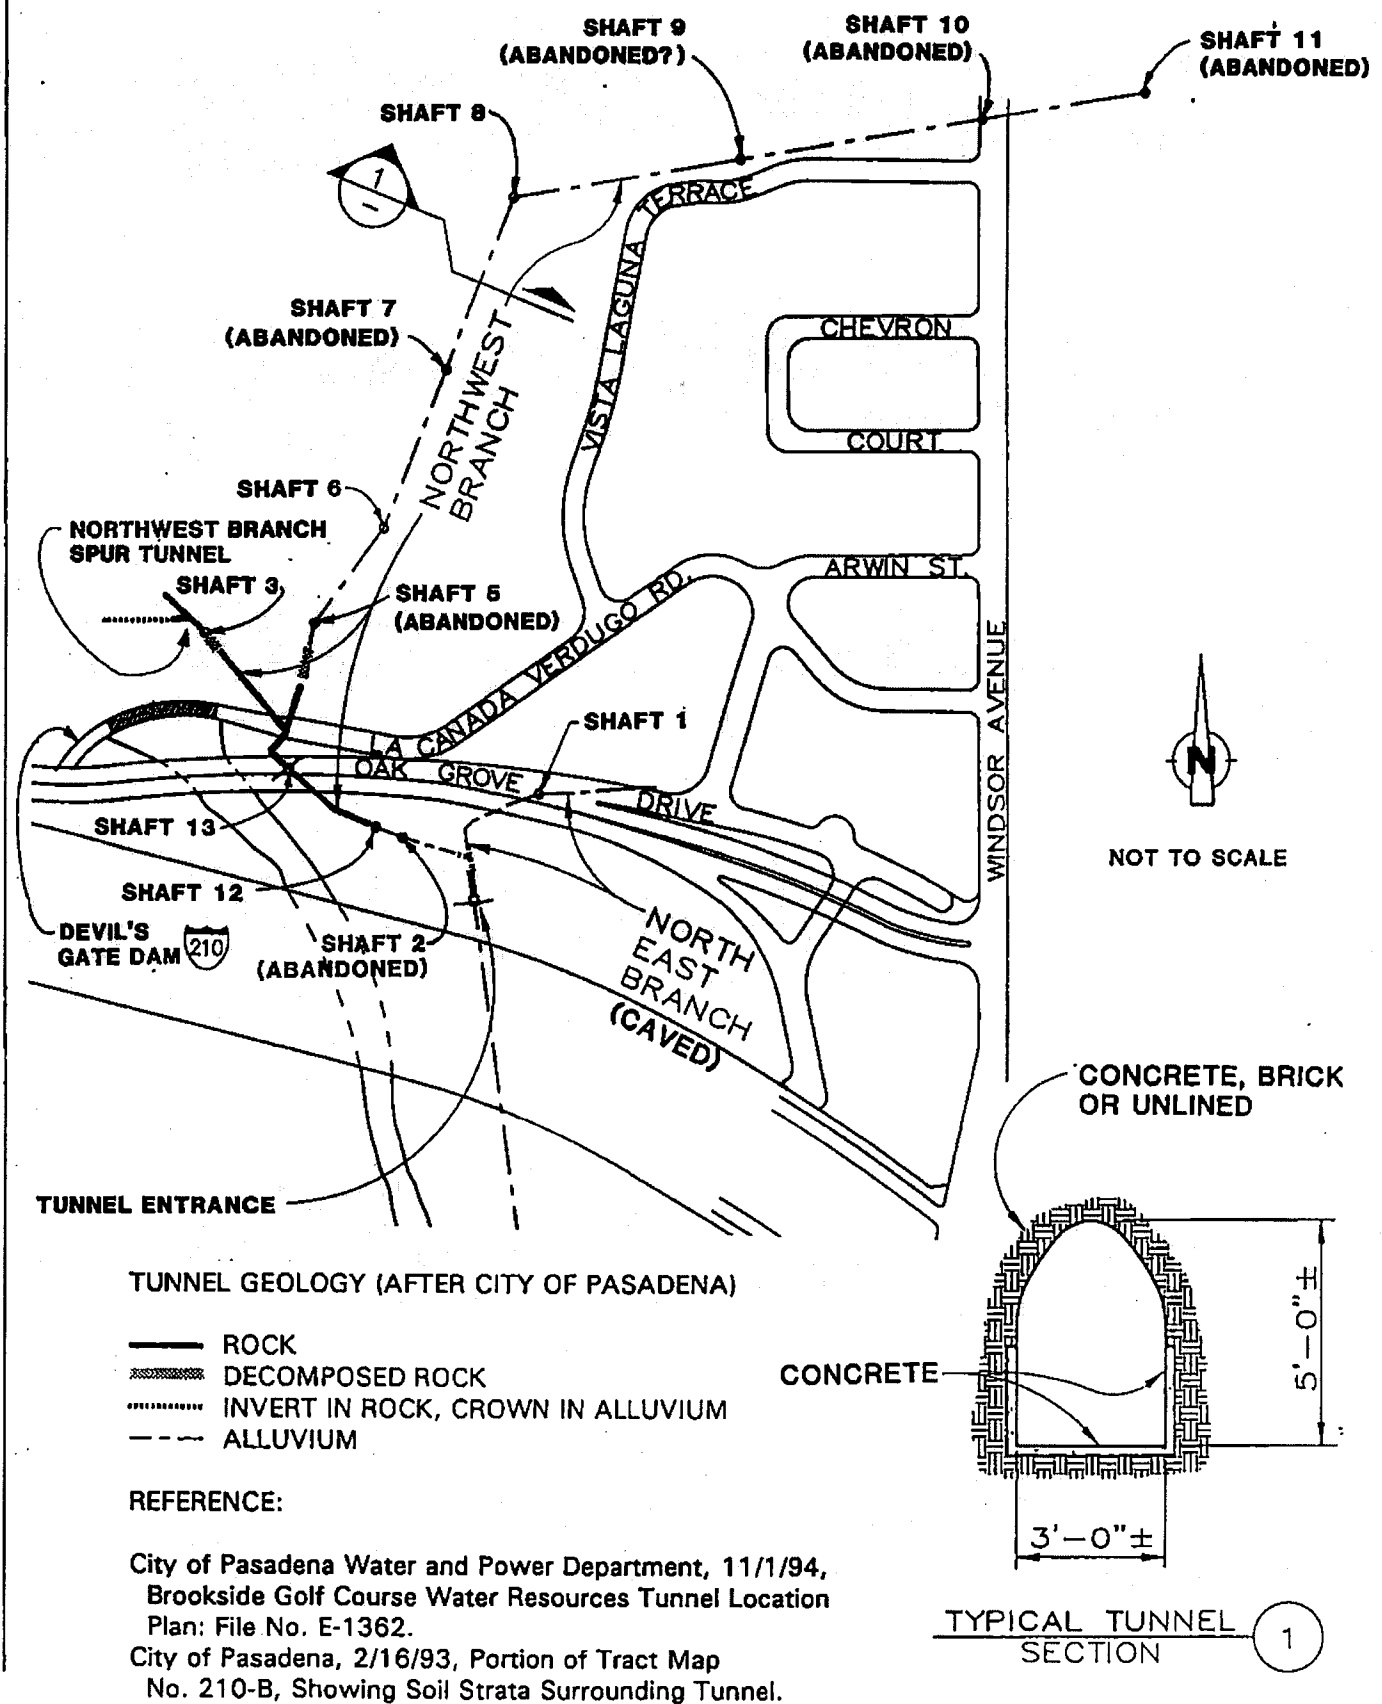 SHAFT 9
(ABANDONED?)
SHAFT 10
(ABANDONED)
SHAFT 11
(ABANDONED)
SHAFT 8
1
–
TERRACE
VISTA LAGUNA
SHAFT 7
(ABANDONED)
CHEVRON
COURT
NORTHWEST
BRANCH
SHAFT 6
NORTHWEST BRANCH
SPUR TUNNEL
SHAFT 3
SHAFT 5
(ABANDONED)
ARWIN ST.
LA CANADA VERDUGO RD.
WINDSOR AVENUE
SHAFT 1
OAK GROVE
DRIVE
N
NOT TO SCALE
SHAFT 13
SHAFT 12
DEVIL'S
GATE DAM
210
SHAFT 2
(ABANDONED)
NORTH
EAST
BRANCH
(CAVED)
TUNNEL ENTRANCE
CONCRETE, BRICK
OR UNLINED
CONCRETE
5'-0"±
3'-0"±
TYPICAL TUNNEL
SECTION
1
TUNNEL GEOLOGY (AFTER CITY OF PASADENA)
ROCK
DECOMPOSED ROCK
INVERT IN ROCK, CROWN IN ALLUVIUM
ALLUVIUM
REFERENCE:
City of Pasadena Water and Power Department, 11/1/94,
Brookside Golf Course Water Resources Tunnel Location
Plan: File No. E-1362.
City of Pasadena, 2/16/93, Portion of Tract Map
No. 210-B, Showing Soil Strata Surrounding Tunnel.